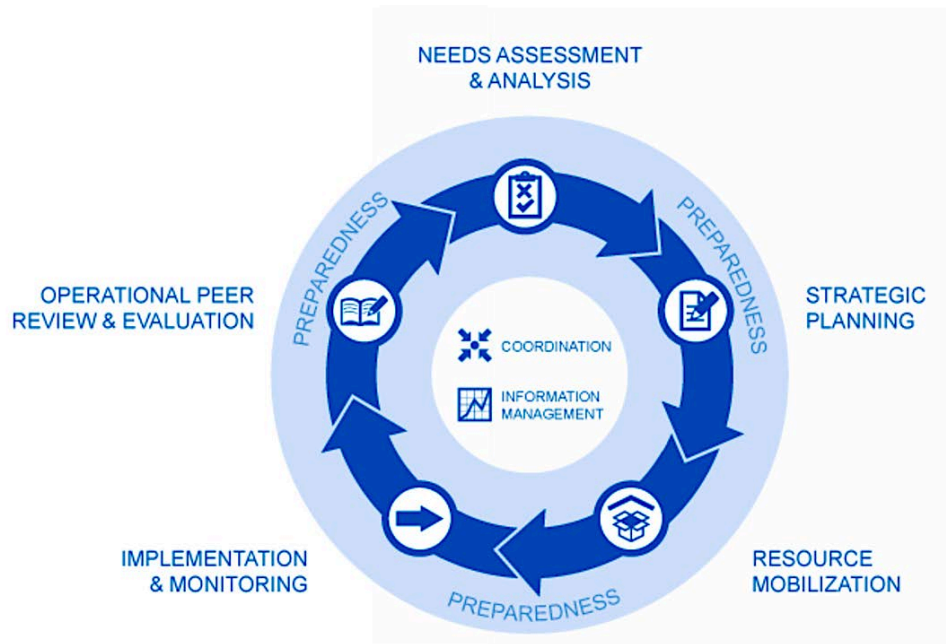 NEEDS ASSESSMENT
& ANALYSIS
PREPAREDNESS
PREPAREDNESS
OPERATIONAL PEER
REVIEW & EVALUATION
STRATEGIC
PLANNING
COORDINATION
INFORMATION
MANAGEMENT
IMPLEMENTATION
& MONITORING
RESOURCE
MOBILIZATION
PREPAREDNESS